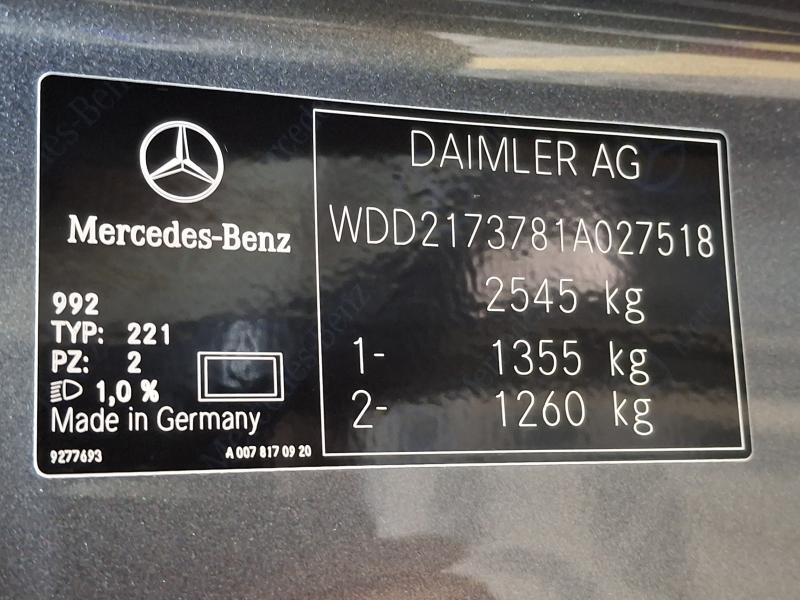 Mercedes-Benz
992
TYP: 221
PZ: 2
1,0 %
Made in Germany
9277693
A 007 817 09 20
DAIMLER AG
WDD2173781A027518
2545 kg
1- 1355 kg
2- 1260 kg